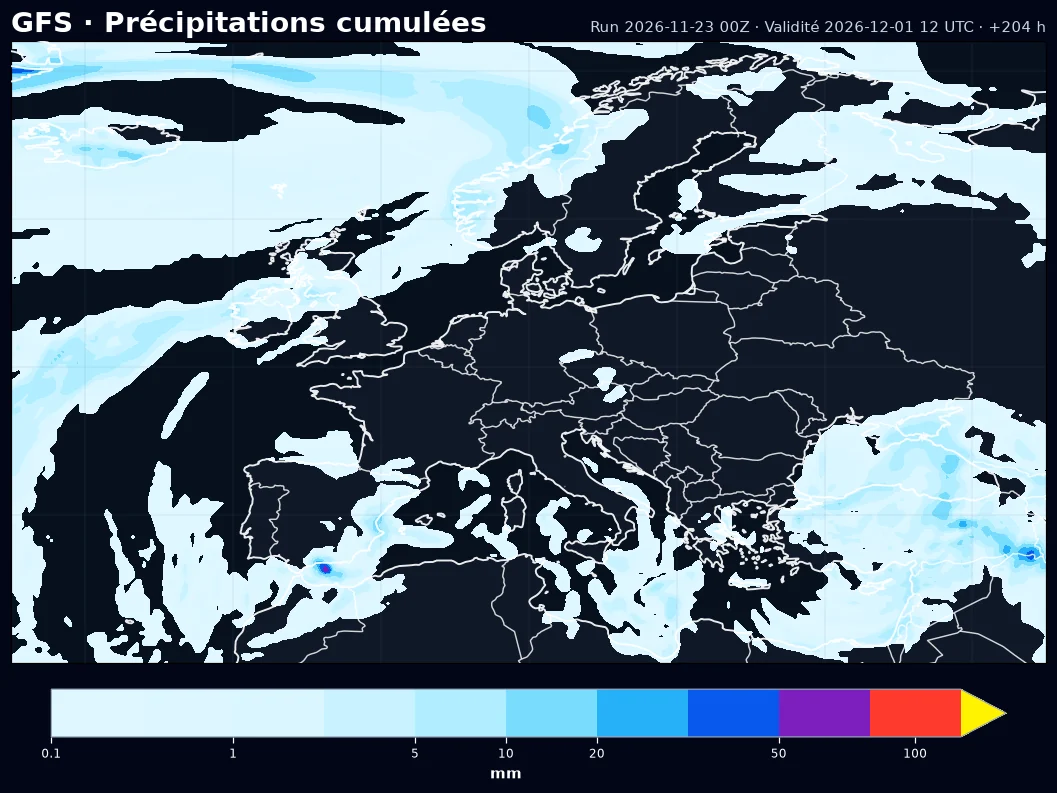 GFS · Précipitations cumulées
Run 2026-11-23 00Z · Validité 2026-12-01 12 UTC · +204 h
0.1 1 5 10 20 50 100
mm